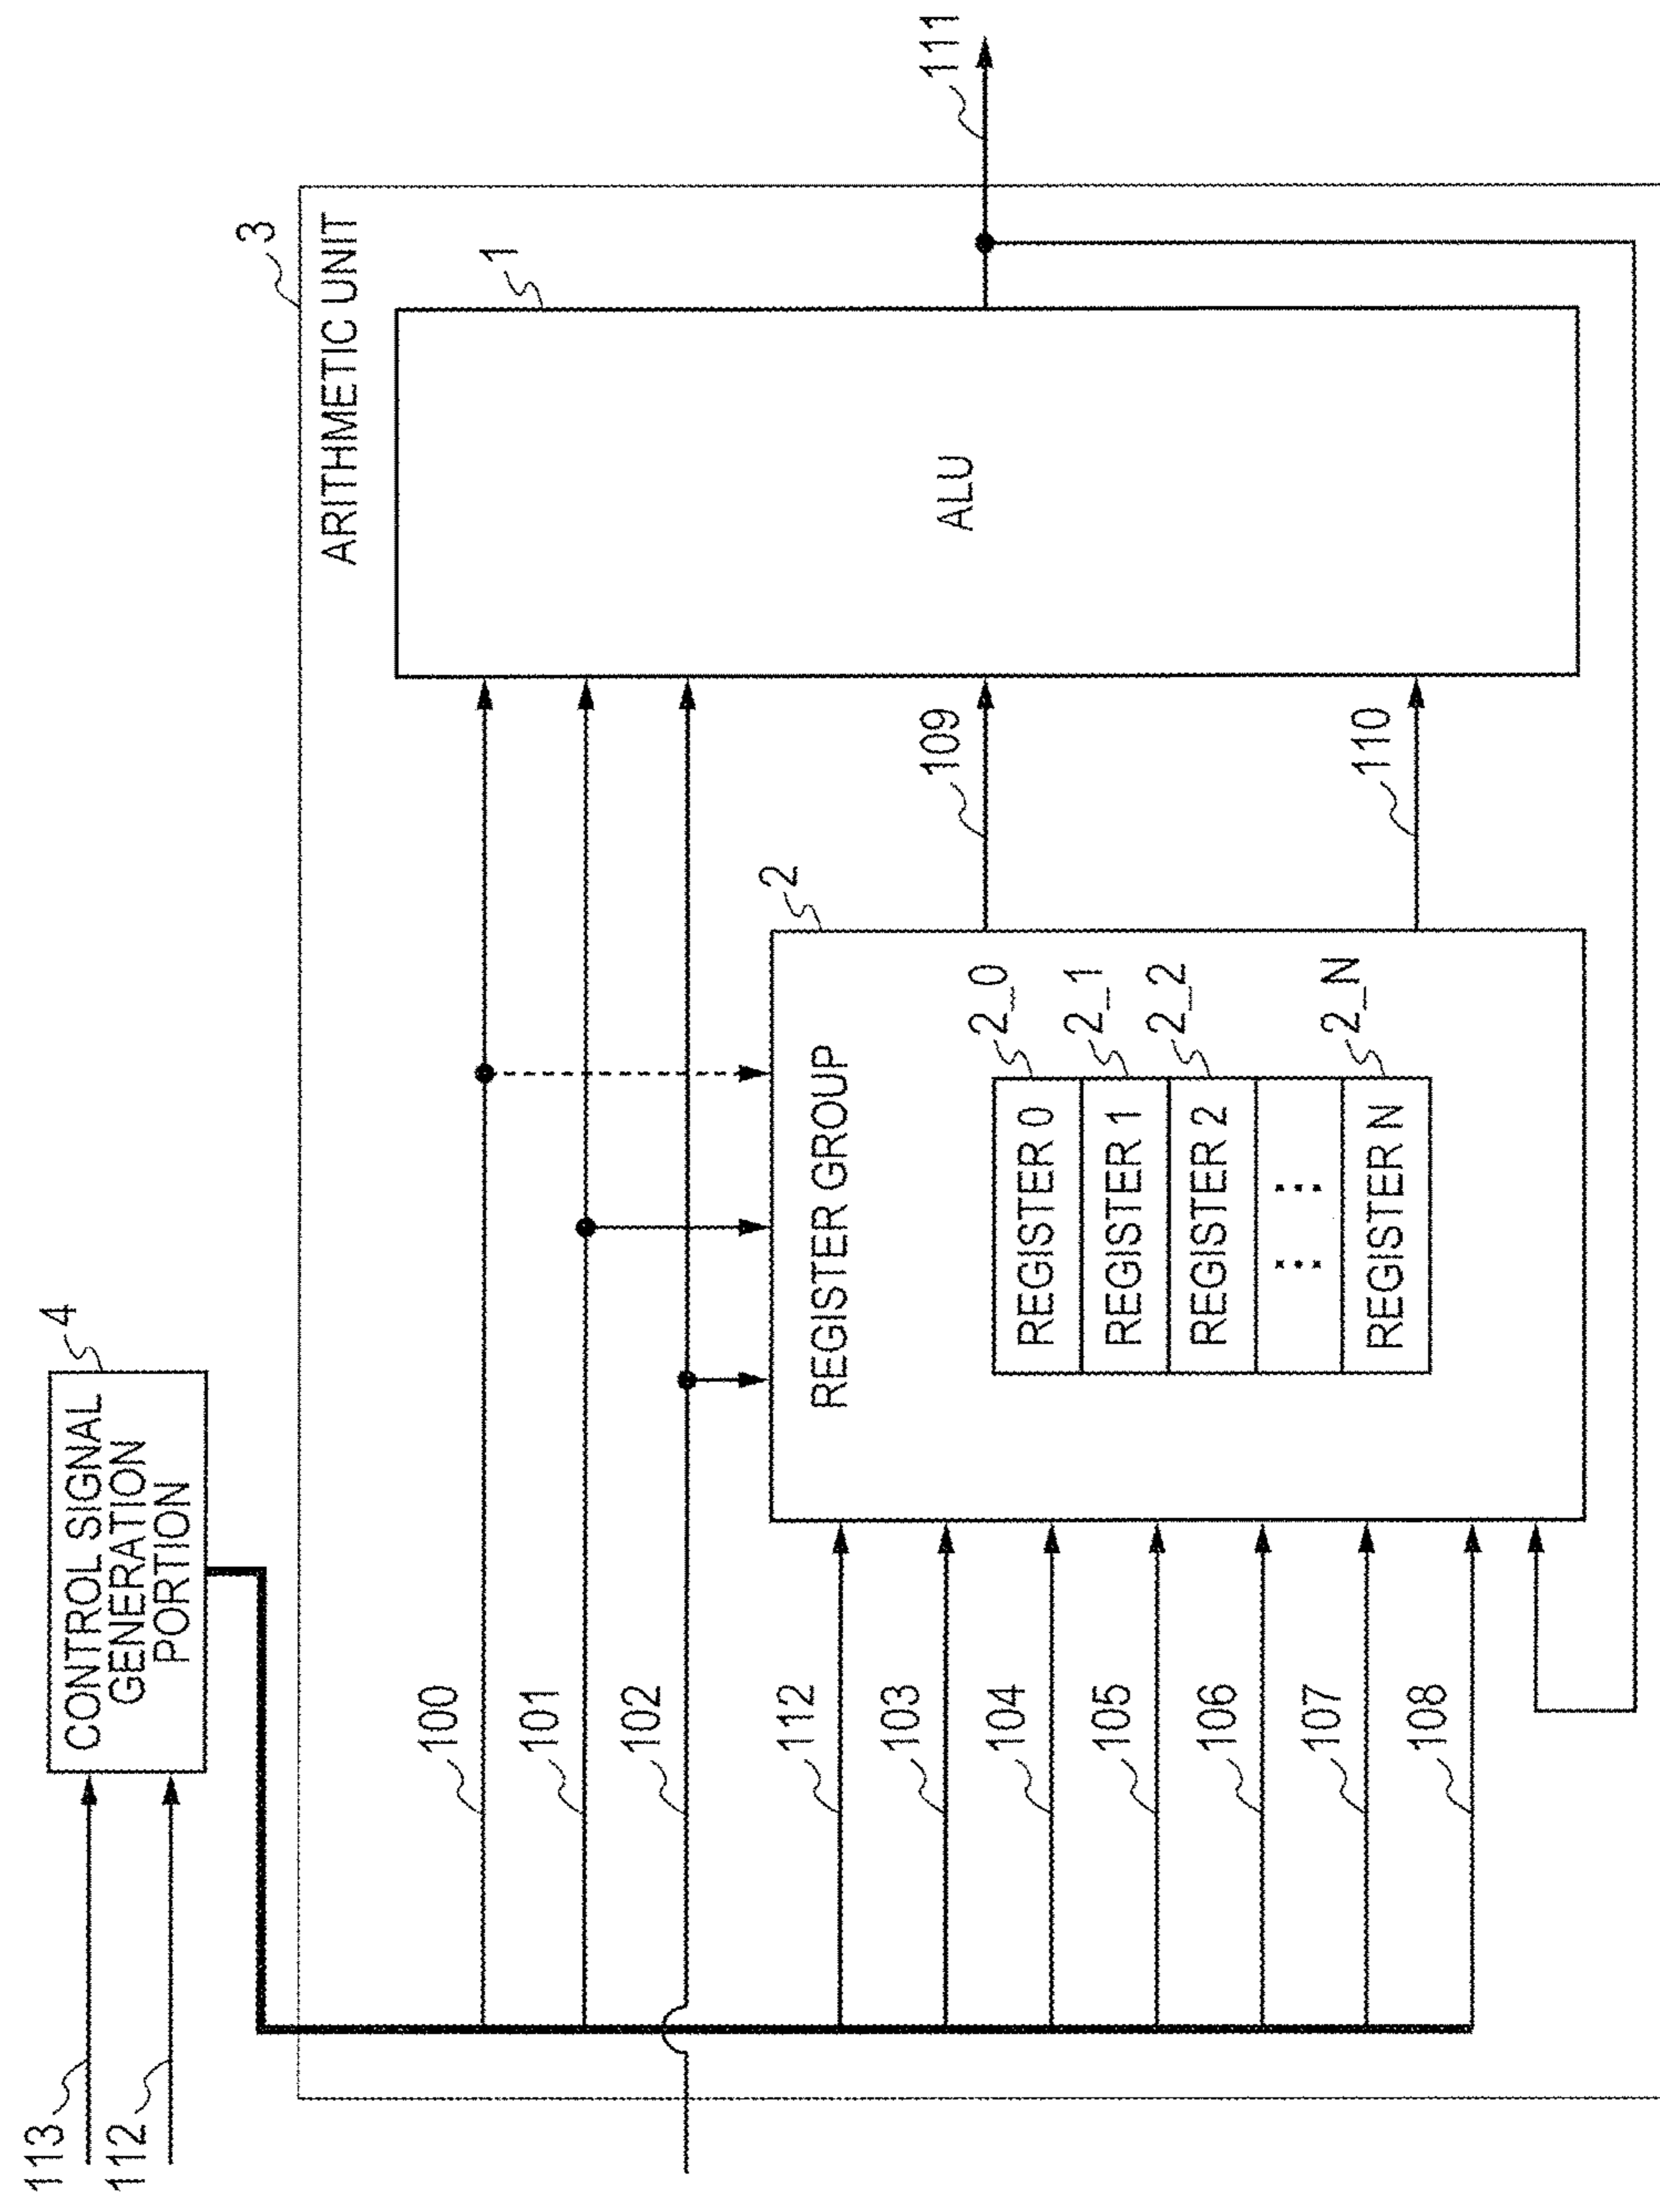 113
112
CONTROL SIGNAL
GENERATION
PORTION
4
3
ARITHMETIC UNIT
100
101
102
1
ALU
111
2
REGISTER GROUP
112
103
104
105
106
107
108
REGISTER 0
2_0
REGISTER 1
2_1
REGISTER 2
2_2
... ...
REGISTER N
2_N
109
110